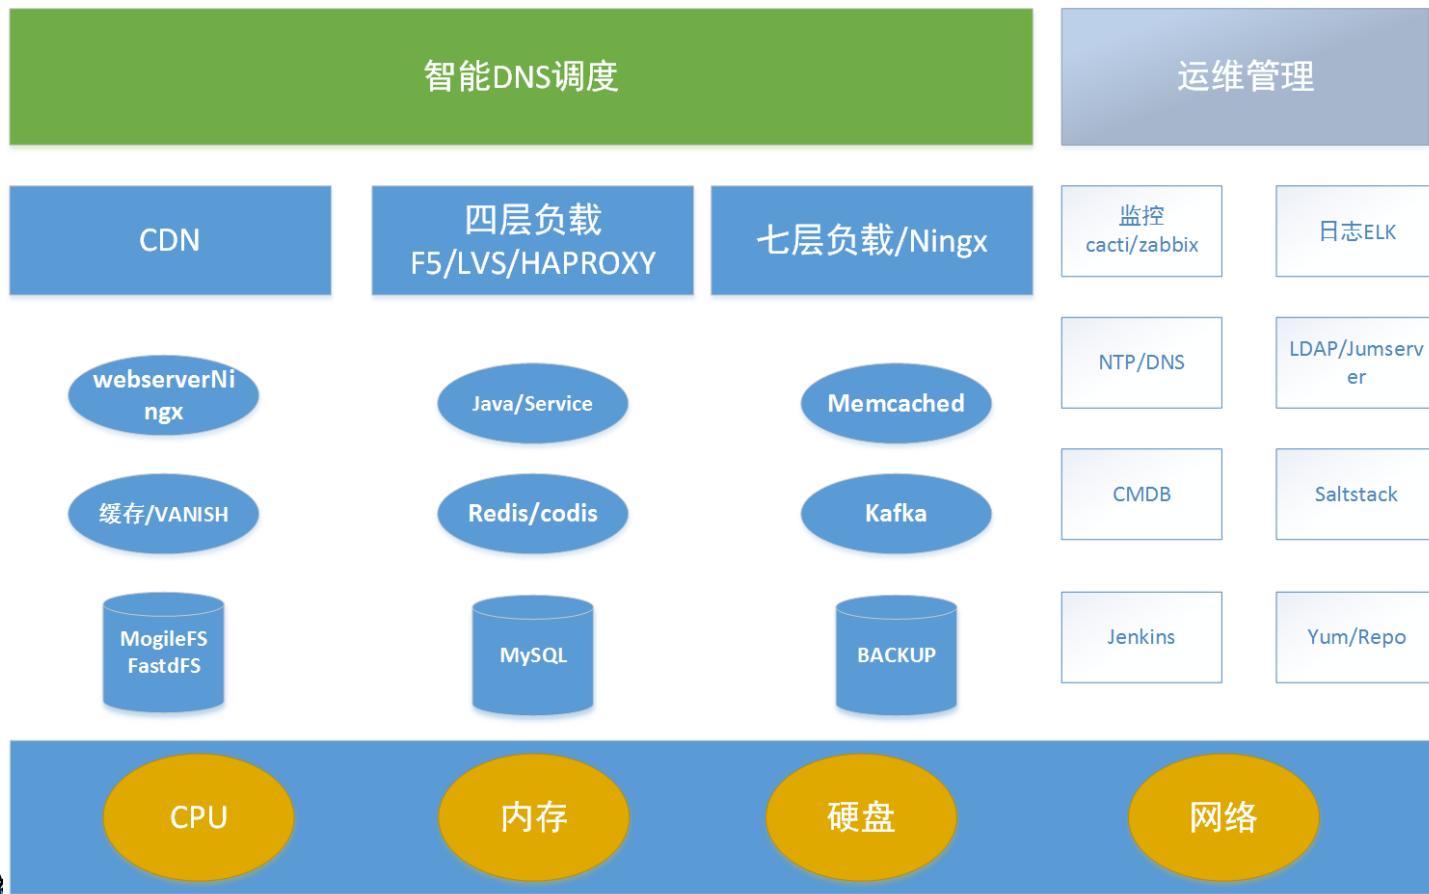 智能DNS调度
运维管理
CDN
四层负载
F5/LVS/HAPROXY
七层负载/Ningx
监控
cacti/zabbix
日志ELK
webserverNi
ngx
Java/Service
Memcached
NTP/DNS
LDAP/Jumserv
er
缓存/VANISH
Redis/codis
Kafka
CMDB
Saltstack
MogileFS
FastdFS
MySQL
BACKUP
Jenkins
Yum/Repo
CPU
内存
硬盘
网络